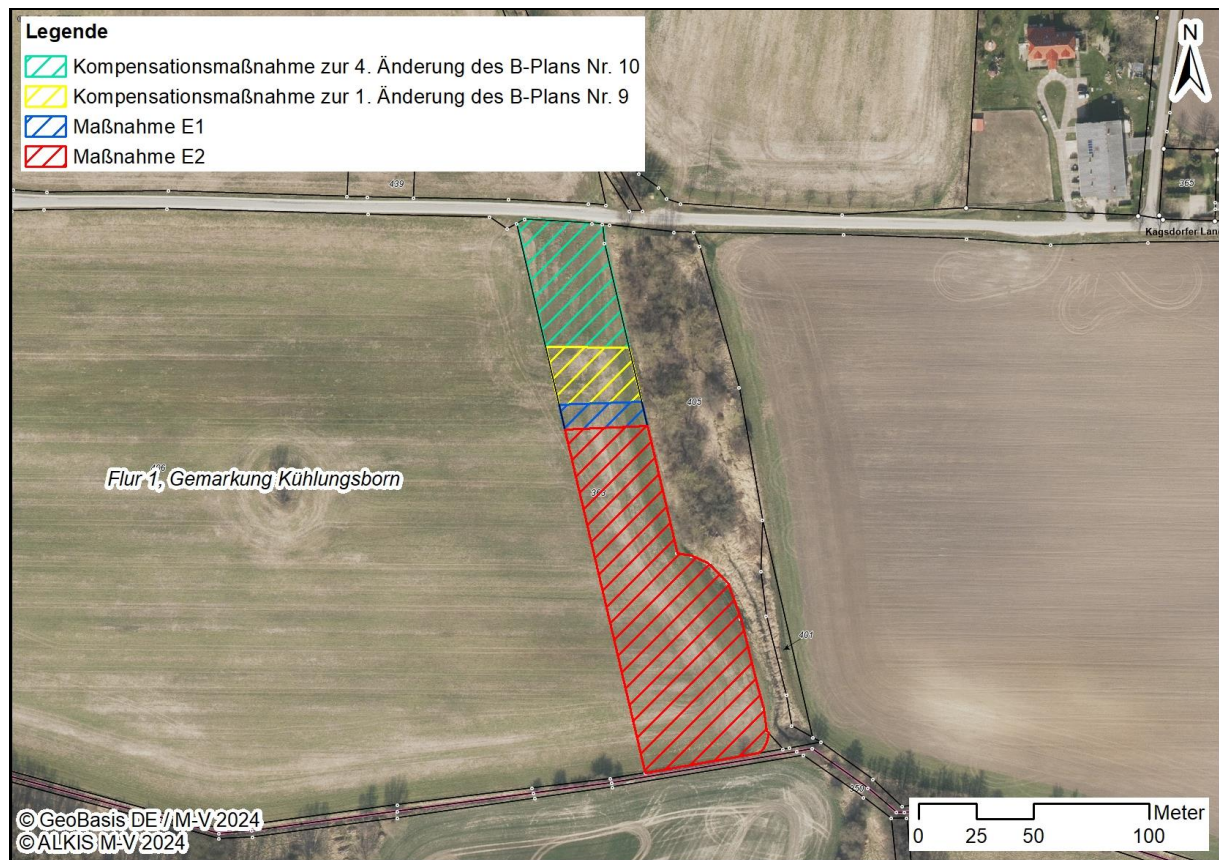 Legende
Kompensationsmaßnahme zur 4. Änderung des B-Plans Nr. 10
Kompensationsmaßnahme zur 1. Änderung des B-Plans Nr. 9
Maßnahme E1
Maßnahme E2
N
439
365
Kagsdorfer Lan
405
Flur 1, Gemarkung Kühlungsborn
401
© GeoBasis DE / M-V 2024
© ALKIS M-V 2024
Meter
0 25 50 100